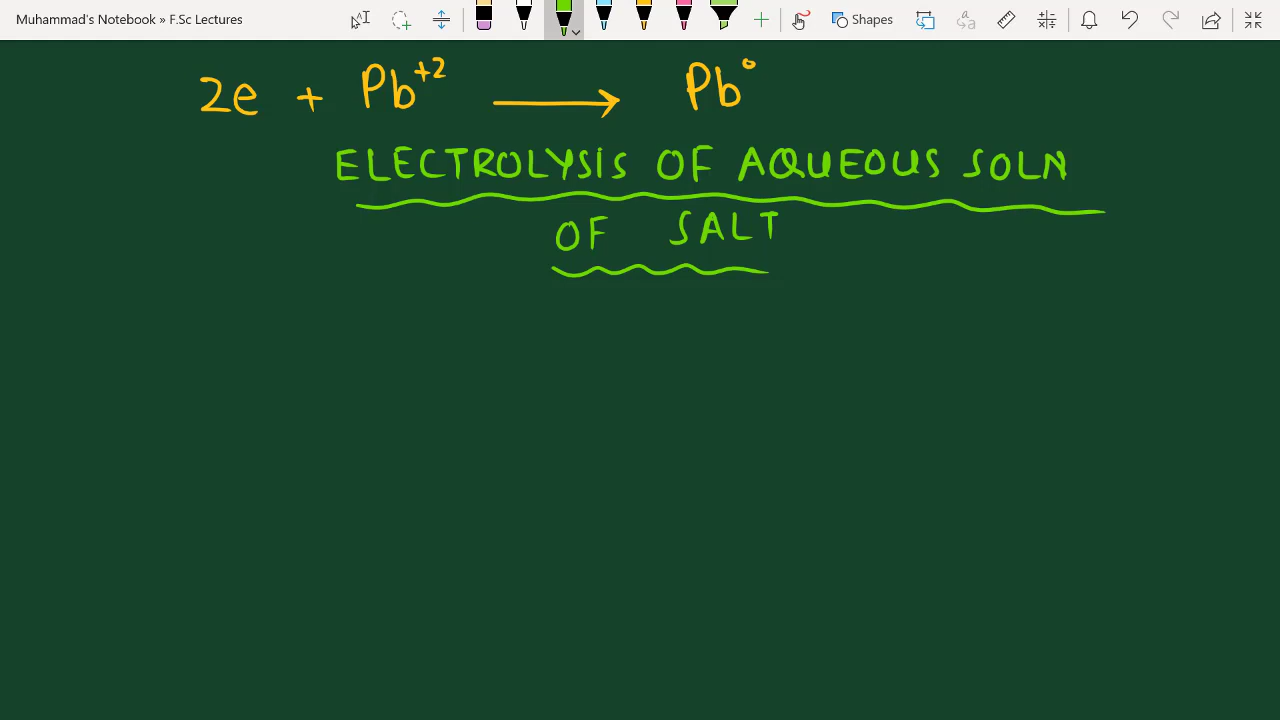 Muhammad's Notebook » F.Sc Lectures
Shapes
2e + Pb⁺² ⟶ Pb°
ELECTROLYSIS OF AQUEOUS SOLN
OF SALT